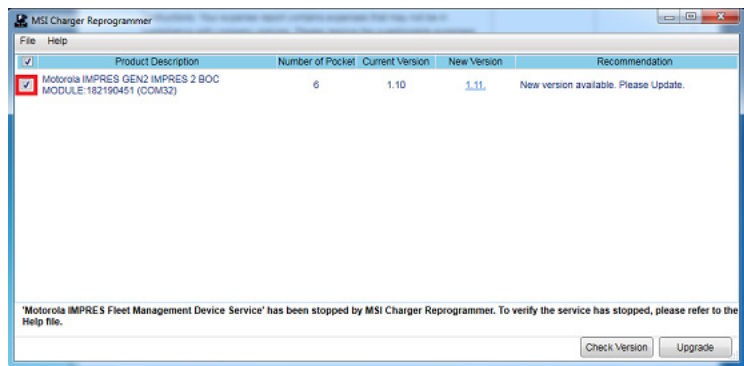 MSI Charger Reprogrammer
File Help
Product Description Number of Pocket Current Version New Version Recommendation
Motorola IMPRES GEN2 IMPRES 2 BOC
MODULE:182190451 (COM32) 6 1.10 1.11. New version available. Please Update.
'Motorola IMPRES Fleet Management Device Service' has been stopped by MSI Charger Reprogrammer. To verify the service has stopped, please refer to the
Help file.
Check Version Upgrade